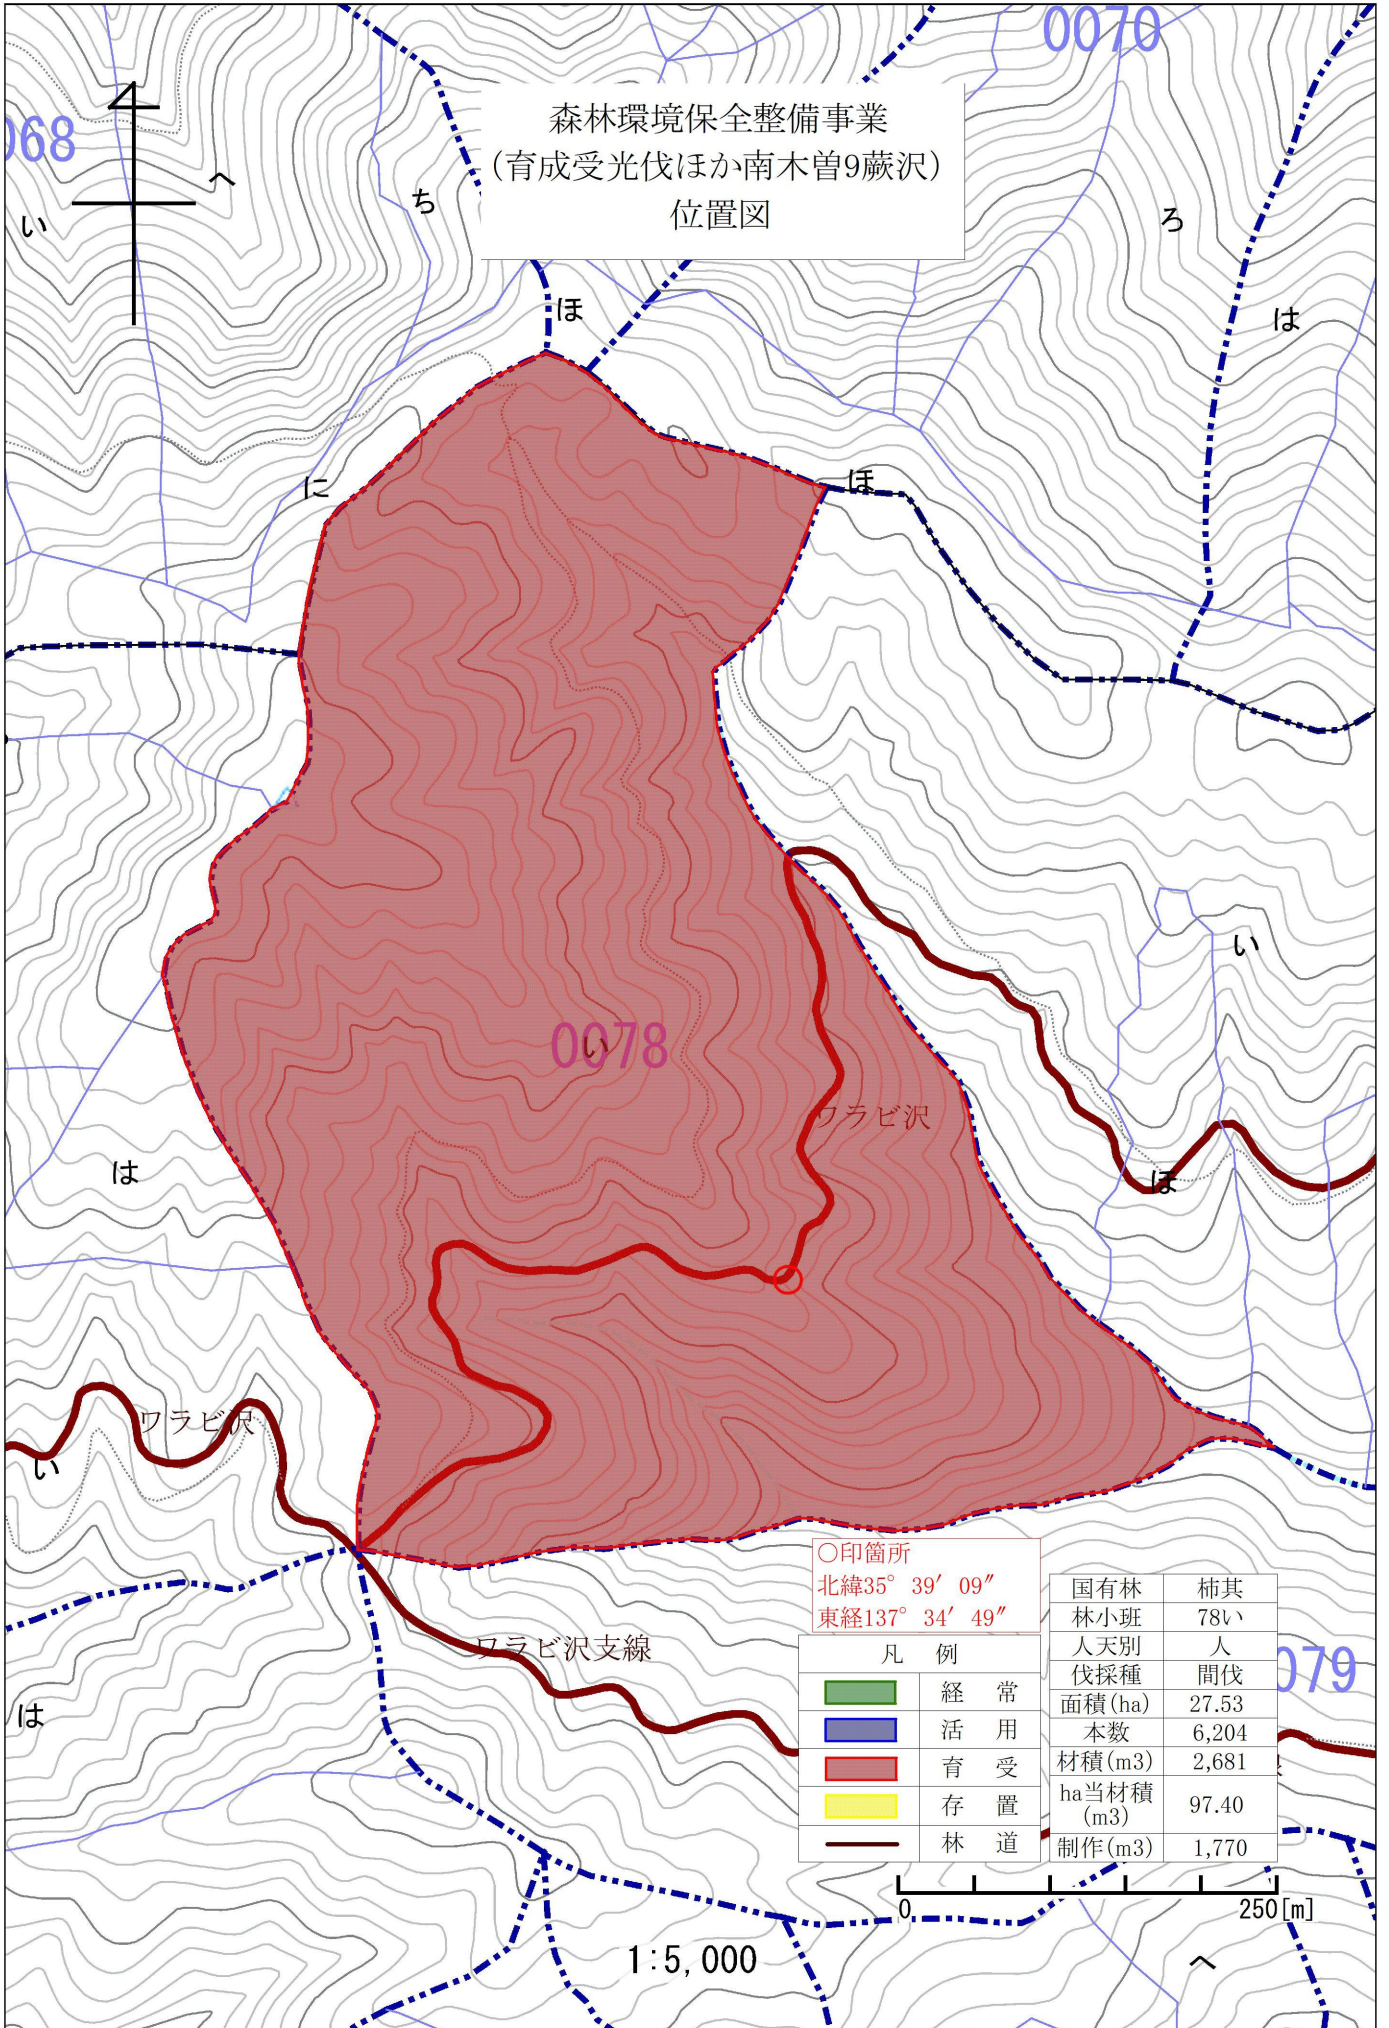 0070
068
森林環境保全整備事業
(育成受光伐ほか南木曽9蕨沢)
位置図
へ
い
ち
ろ
ほ
は
に
ほ
い
0078
い
ワラビ沢
は
ほ
ワラビ沢
い
ワラビ沢支線
は
○印箇所
北緯35° 39′ 09″
東経137° 34′ 49″
凡 例
経 常
活 用
育 受
存 置
林 道
国有林 柿其
林小班 78い
人天別 人
伐採種 間伐
面積(ha) 27.53
本数 6,204
材積(m3) 2,681
ha当材積(m3) 97.40
制作(m3) 1,770
079
0 250[m]
1:5,000
へ